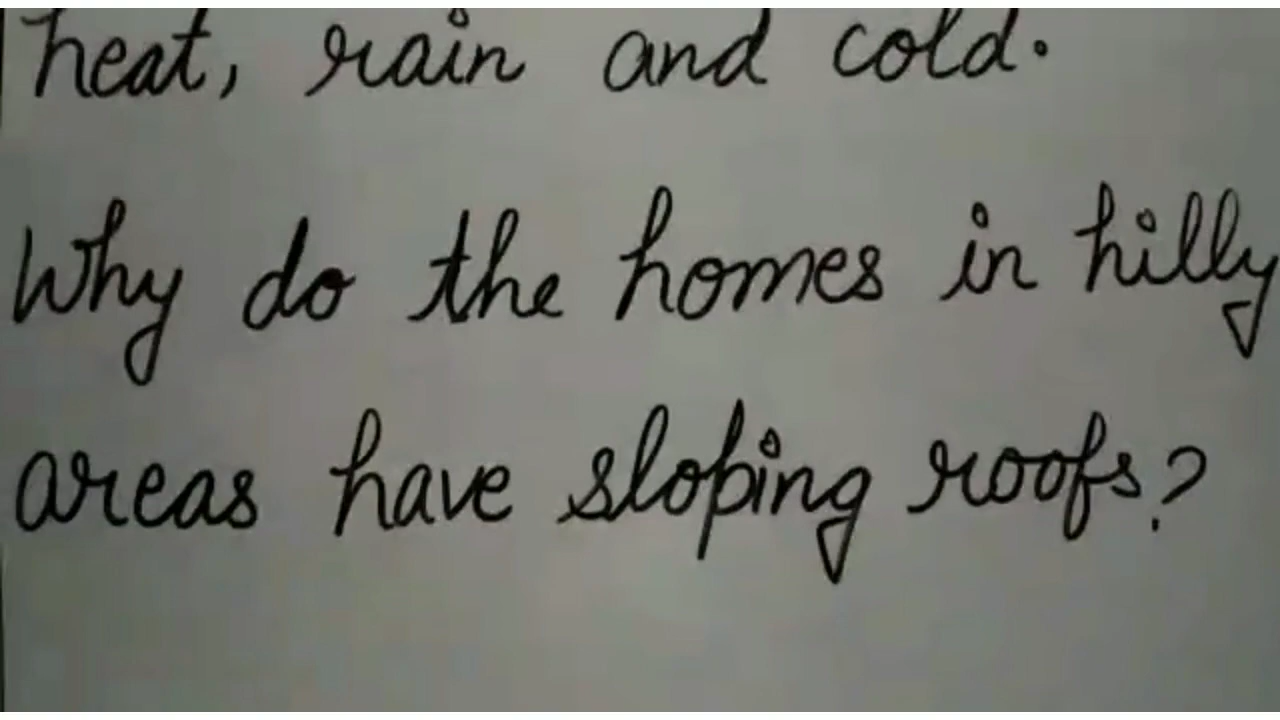 heat, rain and cold.
Why do the homes in hilly
areas have sloping roofs?